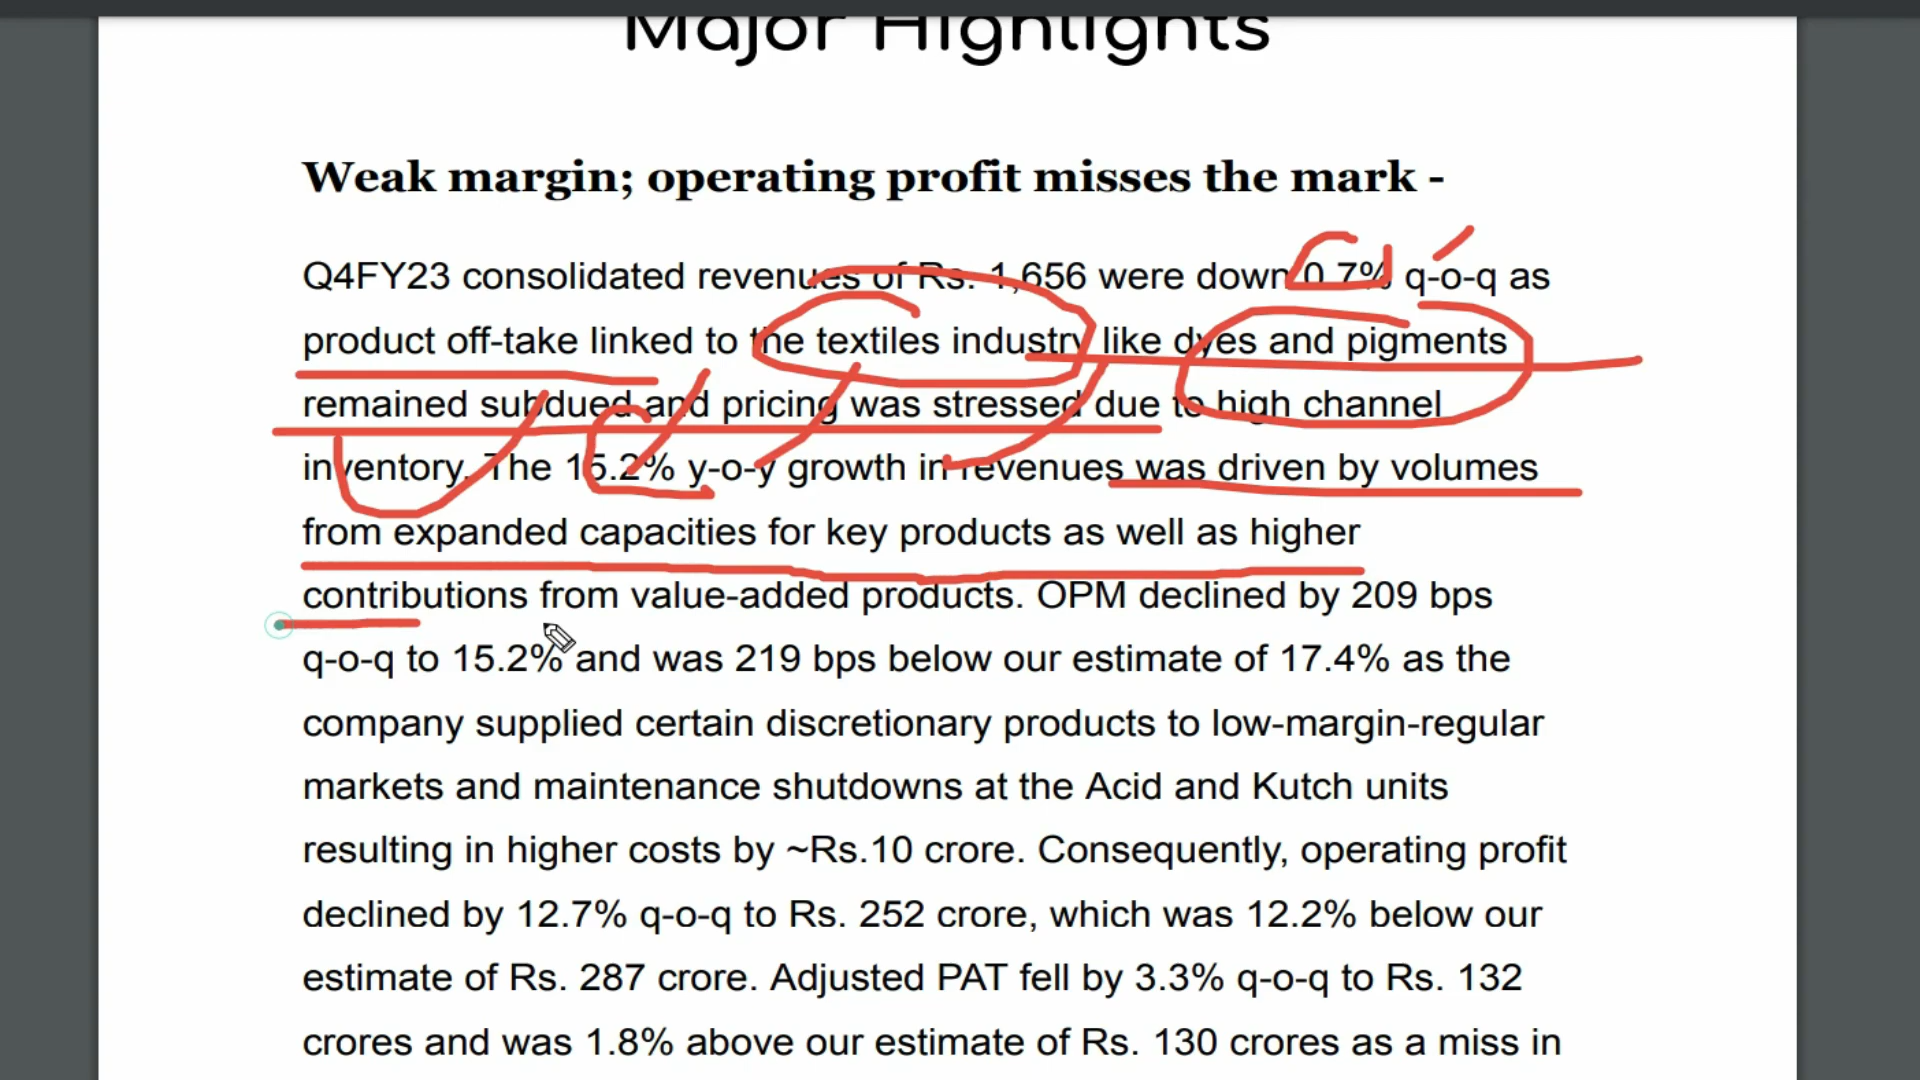 Major Highlights
Weak margin; operating profit misses the mark -
Q4FY23 consolidated revenues of Rs. 1,656 were down 0.7% q-o-q as
product off-take linked to the textiles industry like dyes and pigments
remained subdued and pricing was stressed due to high channel
inventory. The 15.2% y-o-y growth in revenues was driven by volumes
from expanded capacities for key products as well as higher
contributions from value-added products. OPM declined by 209 bps
q-o-q to 15.2% and was 219 bps below our estimate of 17.4% as the
company supplied certain discretionary products to low-margin-regular
markets and maintenance shutdowns at the Acid and Kutch units
resulting in higher costs by ~Rs.10 crore. Consequently, operating profit
declined by 12.7% q-o-q to Rs. 252 crore, which was 12.2% below our
estimate of Rs. 287 crore. Adjusted PAT fell by 3.3% q-o-q to Rs. 132
crores and was 1.8% above our estimate of Rs. 130 crores as a miss in